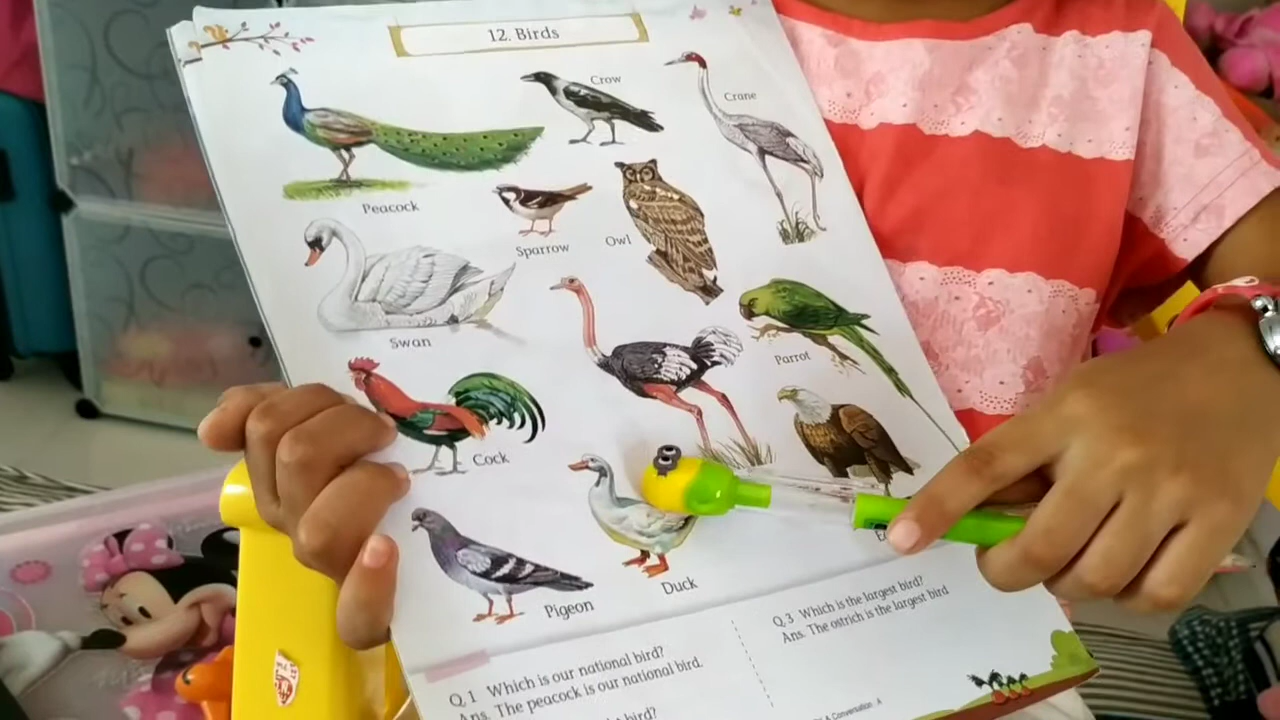 12. Birds
Crow
Crane
Peacock
Sparrow
Owl
Swan
Parrot
Cock
Duck
Pigeon
Q.1 Which is our national bird?
Ans. The peacock is our national bird.
bird?
Q.3 Which is the largest bird?
Ans. The ostrich is the largest bird
& Conversation - A